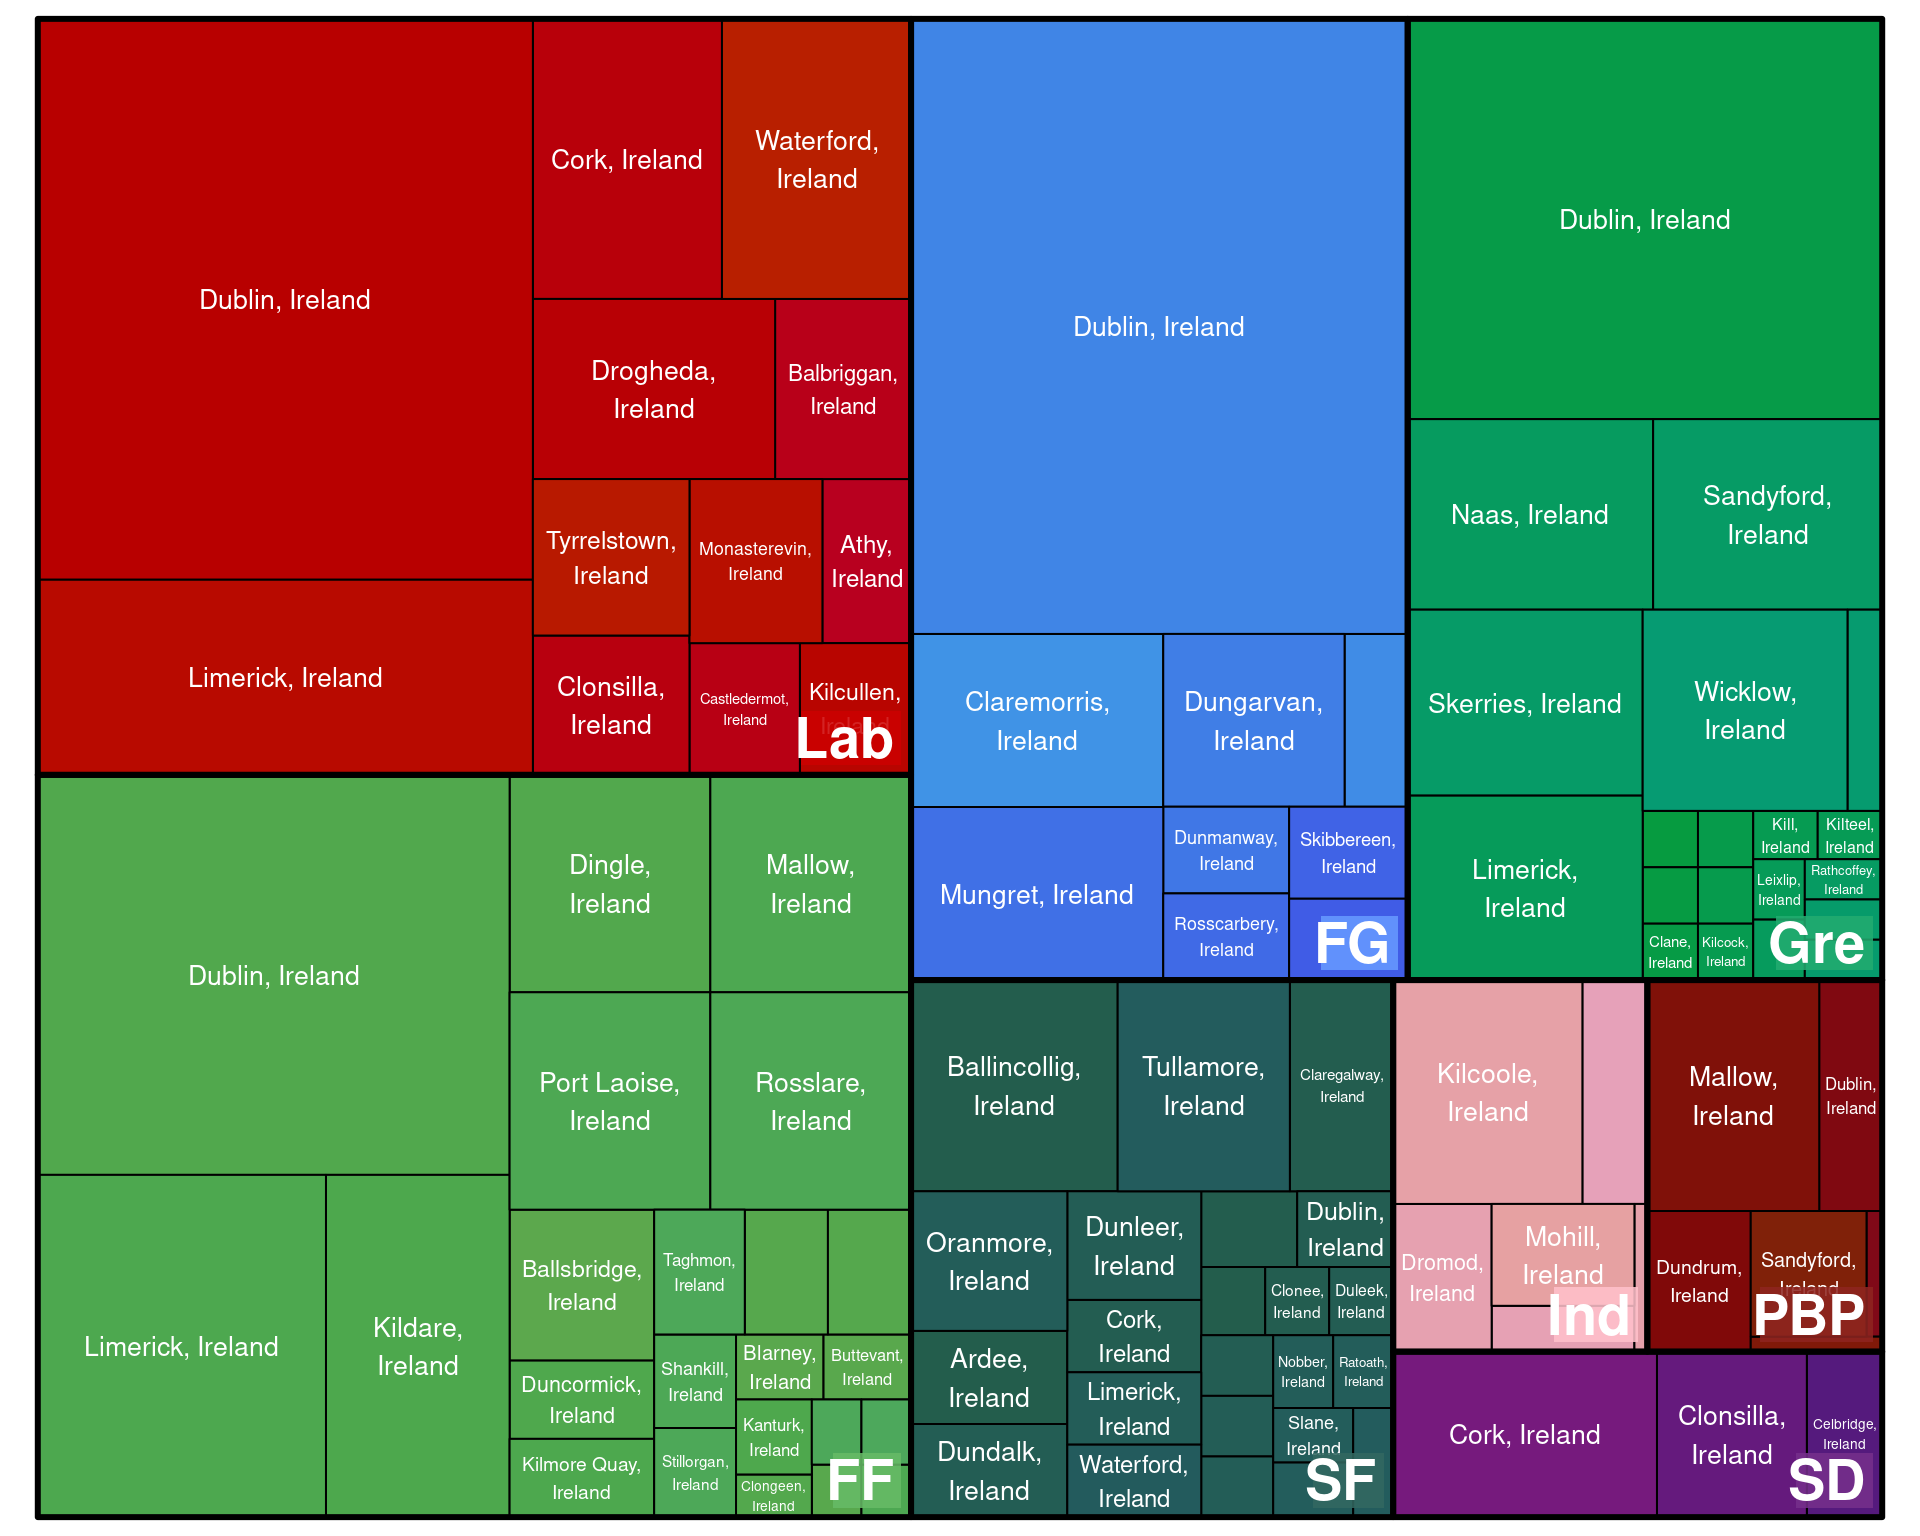 Dublin, Ireland
Cork, Ireland
Waterford,
Ireland
Drogheda,
Ireland
Balbriggan,
Ireland
Tyrrelstown,
Ireland
Monasterevin,
Ireland
Athy,
Ireland
Limerick, Ireland
Clonsilla,
Ireland
Castledermot,
Ireland
Kilcullen,
Ireland
Lab
Dublin, Ireland
Dingle,
Ireland
Mallow,
Ireland
Port Laoise,
Ireland
Rosslare,
Ireland
Limerick, Ireland
Kildare,
Ireland
Ballsbridge,
Ireland
Taghmon,
Ireland
Duncormick,
Ireland
Shankill,
Ireland
Blarney,
Ireland
Buttevant,
Ireland
Kilmore Quay,
Ireland
Stillorgan,
Ireland
Kanturk,
Ireland
Clongeen,
Ireland
FF
Dublin, Ireland
Claremorris,
Ireland
Dungarvan,
Ireland
Mungret, Ireland
Dunmanway,
Ireland
Skibbereen,
Ireland
Rosscarbery,
Ireland
FG
Dublin, Ireland
Naas, Ireland
Sandyford,
Ireland
Skerries, Ireland
Wicklow,
Ireland
Limerick,
Ireland
Kill,
Ireland
Kilteel,
Ireland
Leixlip,
Ireland
Rathcoffey,
Ireland
Clane,
Ireland
Kilcock,
Ireland
Gre
Ballincollig,
Ireland
Tullamore,
Ireland
Claregalway,
Ireland
Oranmore,
Ireland
Dunleer,
Ireland
Dublin,
Ireland
Clonee,
Ireland
Duleek,
Ireland
Ardee,
Ireland
Cork,
Ireland
Limerick,
Ireland
Nobber,
Ireland
Ratoath,
Ireland
Dundalk,
Ireland
Waterford,
Ireland
Slane,
Ireland
SF
Kilcoole,
Ireland
Dromod,
Ireland
Mohill,
Ireland
Ind
Mallow,
Ireland
Dublin,
Ireland
Dundrum,
Ireland
Sandyford,
Ireland
PBP
Cork, Ireland
Clonsilla,
Ireland
Celbridge,
Ireland
SD